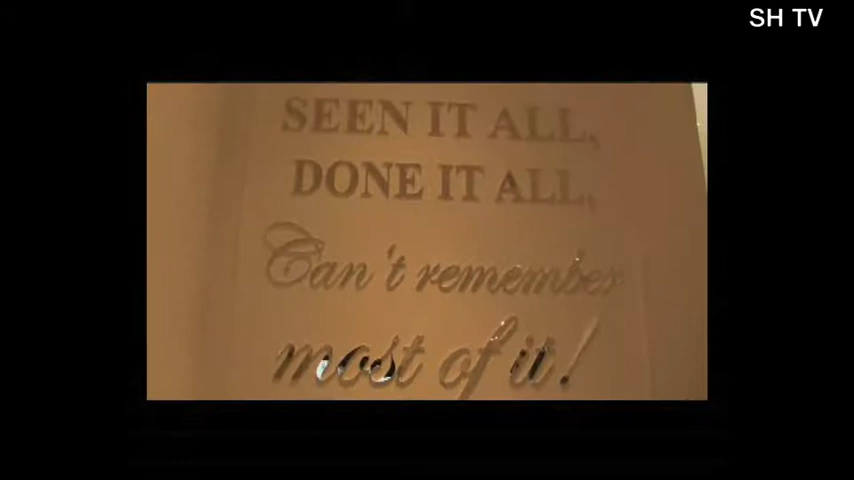 SH TV
SEEN IT ALL,
DONE IT ALL,
Can't remember
most of it!